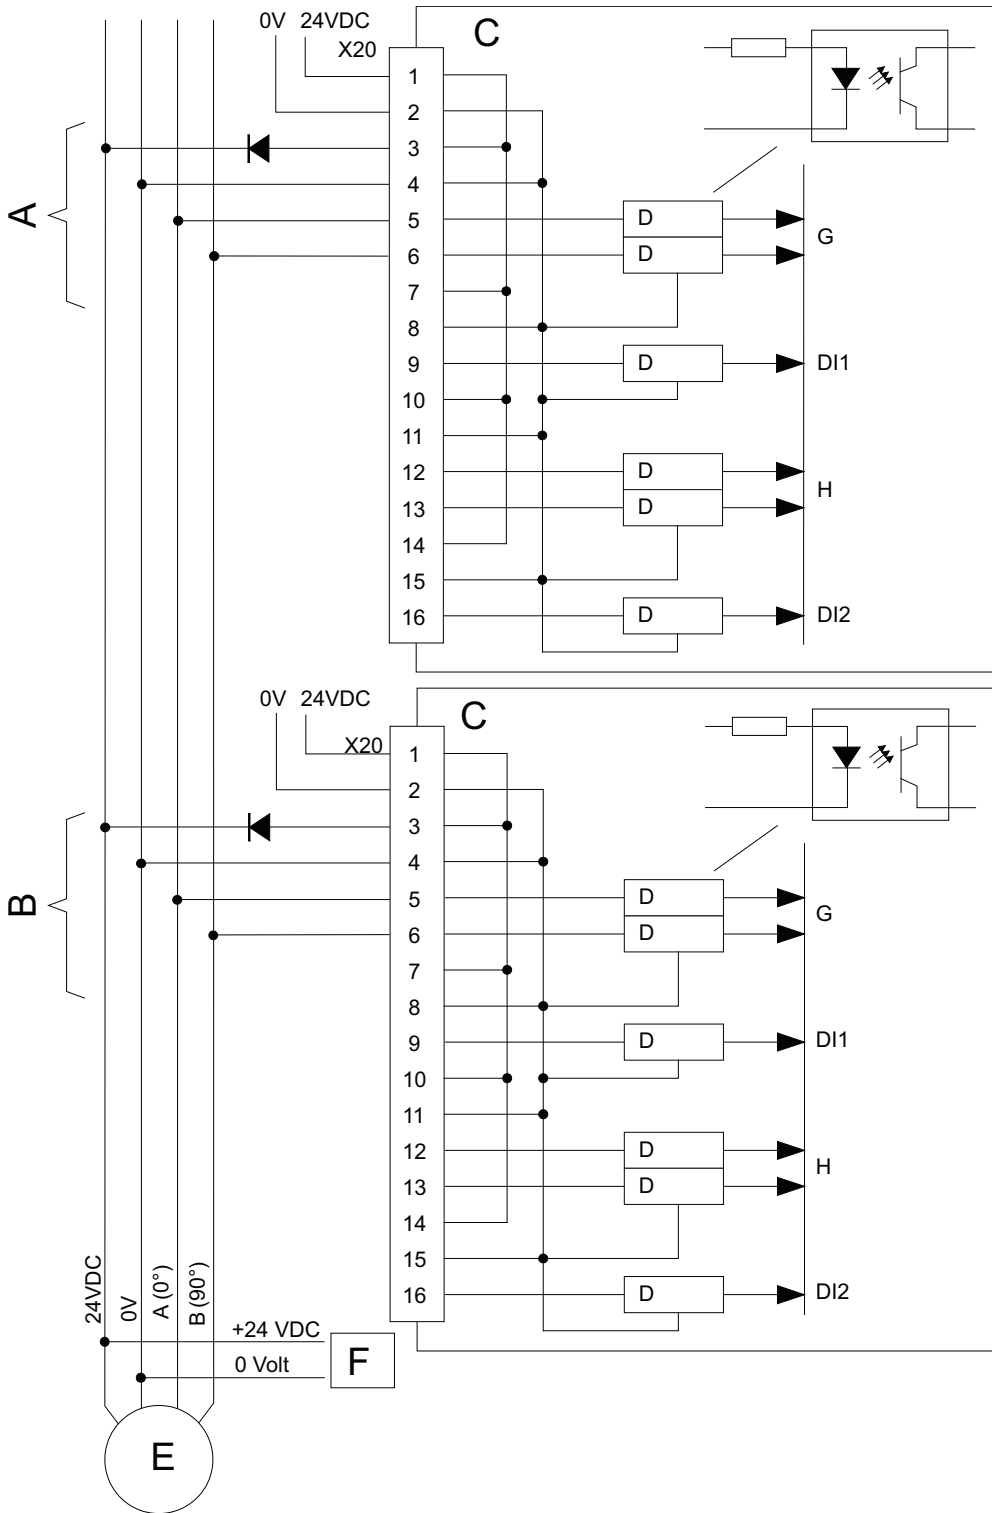 0V 24VDC
X20
C
1
2
3
4
5 D
G
6 D
7
8
9 D DI1
10
11
12 D
H
13 D
14
15
16 D DI2
A
0V 24VDC
X20
C
1
2
3
4
5 D
G
6 D
7
8
9 D DI1
10
11
12 D
H
13 D
14
15
16 D DI2
B
24VDC
0V
A (0°)
B (90°)
+24 VDC
0 Volt
F
E